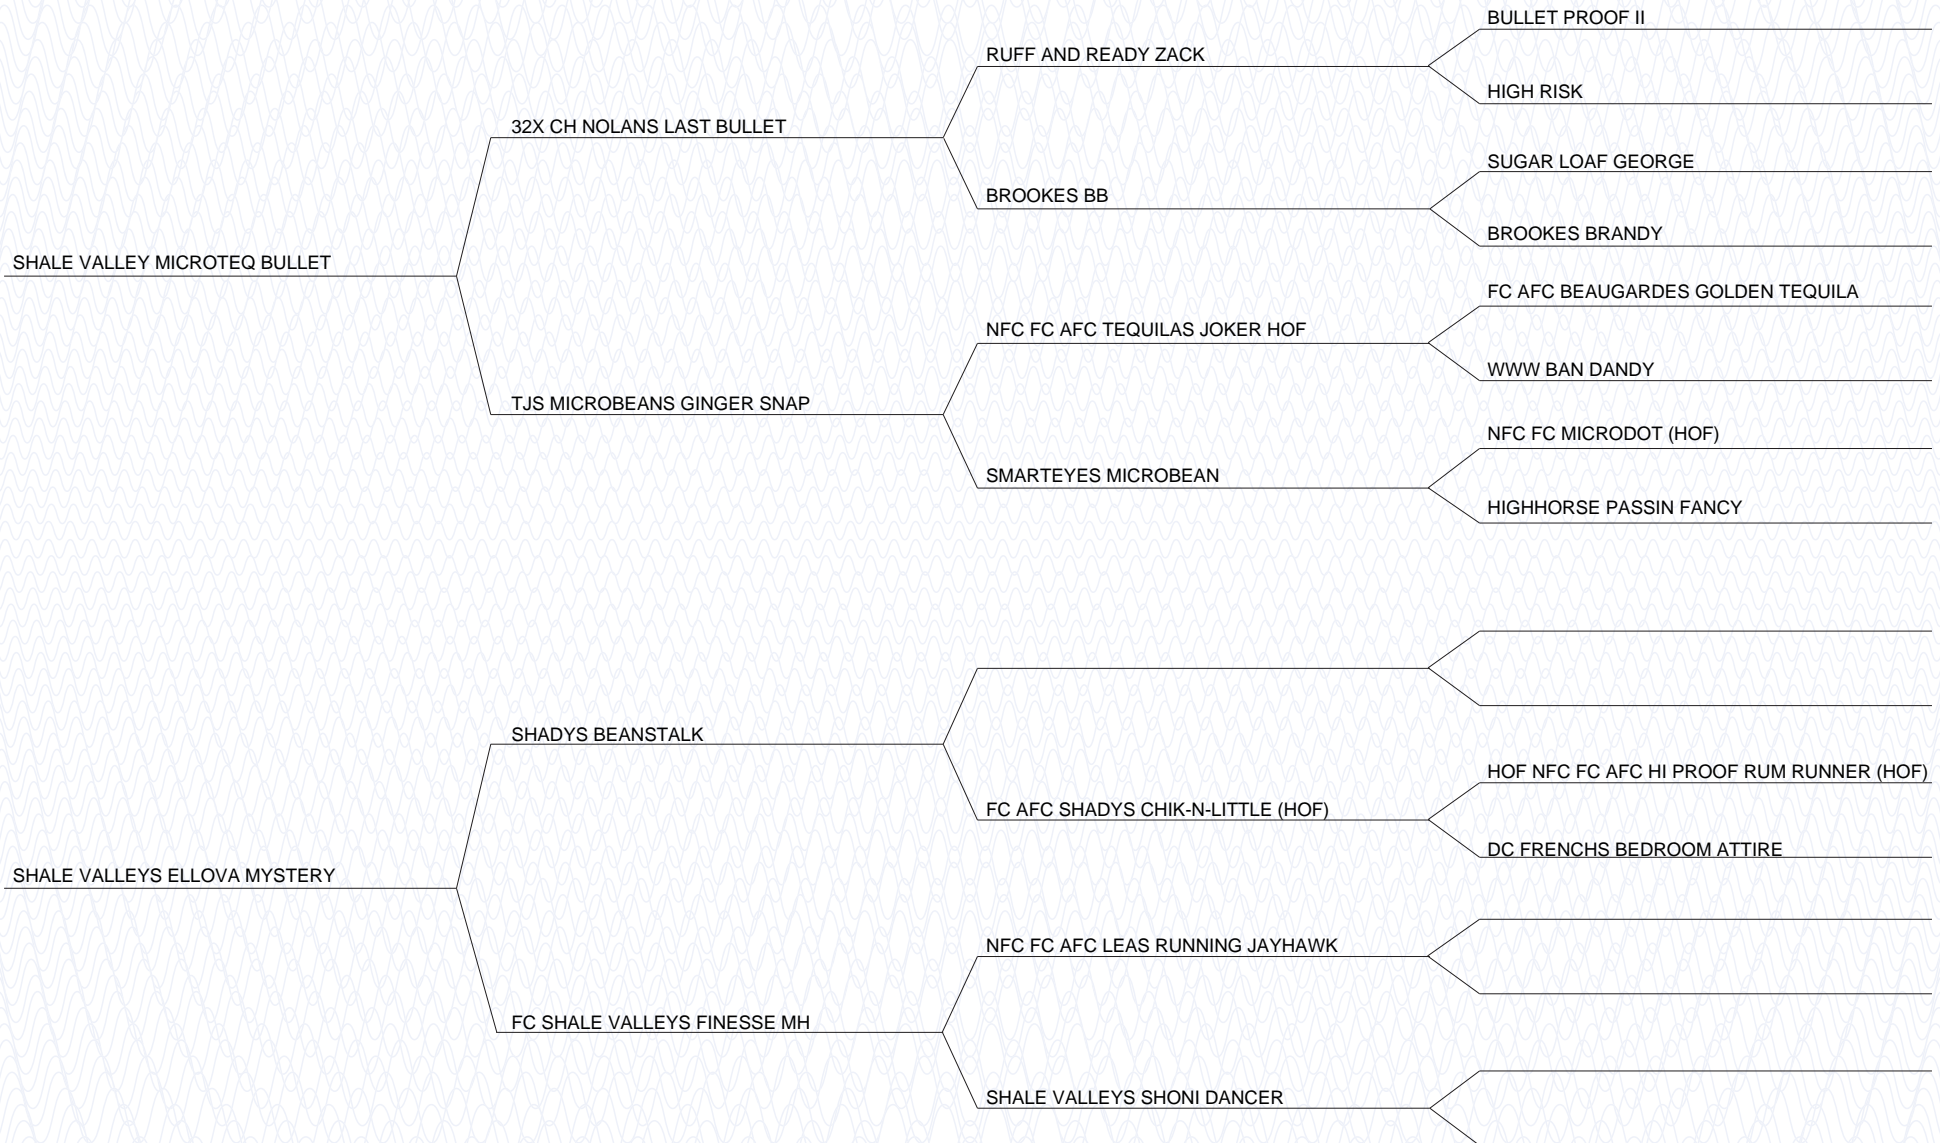 BULLET PROOF II
RUFF AND READY ZACK
HIGH RISK
32X CH NOLANS LAST BULLET
SUGAR LOAF GEORGE
BROOKES BB
BROOKES BRANDY
SHALE VALLEY MICROTEQ BULLET
FC AFC BEAUGARDES GOLDEN TEQUILA
NFC FC AFC TEQUILAS JOKER HOF
WWW BAN DANDY
TJS MICROBEANS GINGER SNAP
NFC FC MICRODOT (HOF)
SMARTEYES MICROBEAN
HIGHHORSE PASSIN FANCY
SHADYS BEANSTALK
HOF NFC FC AFC HI PROOF RUM RUNNER (HOF)
FC AFC SHADYS CHIK-N-LITTLE (HOF)
DC FRENCHS BEDROOM ATTIRE
SHALE VALLEYS ELLOVA MYSTERY
NFC FC AFC LEAS RUNNING JAYHAWK
FC SHALE VALLEYS FINESSE MH
SHALE VALLEYS SHONI DANCER